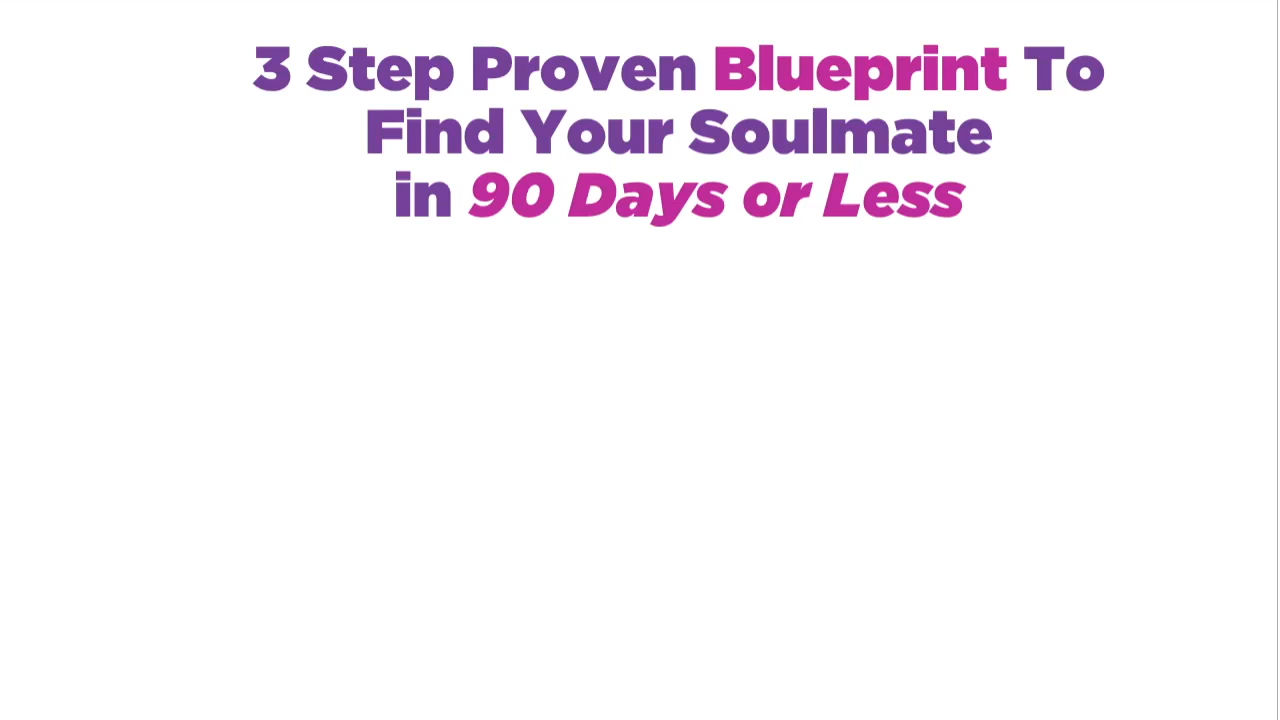 3 Step Proven Blueprint To
Find Your Soulmate
in 90 Days or Less